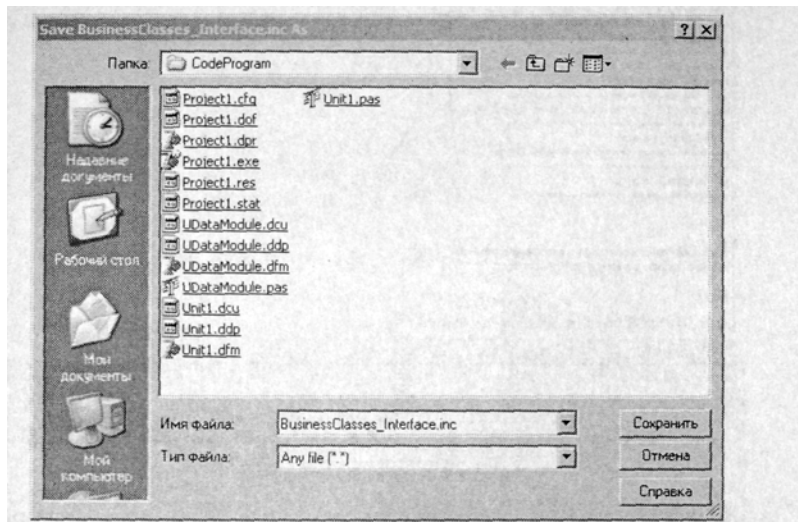 Save BusinessClasses_Interface.inc As
Папка:
CodeProgram
Project1.cfg
Project1.dof
Project1.dpr
Project1.exe
Project1.res
Project1.stat
UDataModule.dcu
UDataModule.ddp
UDataModule.dfm
UDataModule.pas
Unit1.dcu
Unit1.ddp
Unit1.dfm
Unit1.pas
Недавние
документы
Рабочий стол
Мои
документы
Мой
компьютер
Имя файла:
BusinessClasses_Interface.inc
Сохранить
Тип файла:
Any file (*.*)
Отмена
Справка